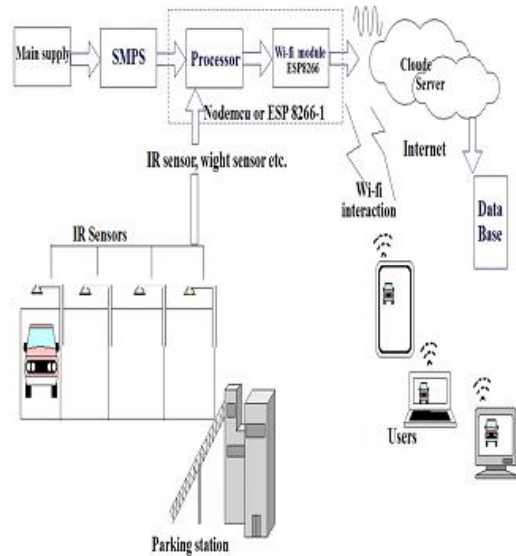 Main supply
SMPS
Processor
Wi-fi module
ESP8266
Cloude
Server
Nodemcu or ESP 8266-1
Internet
IR sensor, wight sensor etc.
Wi-fi
interaction
Data
Base
IR Sensors
Users
Parking station